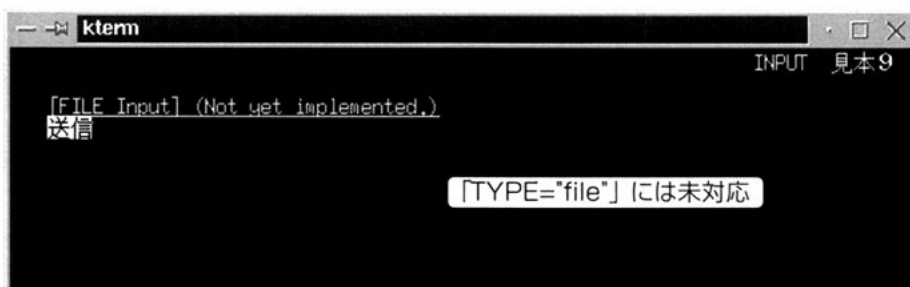 kterm
INPUT 見本9
[FILE Input] (Not yet implemented.)
送信
「TYPE="file"」には未対応